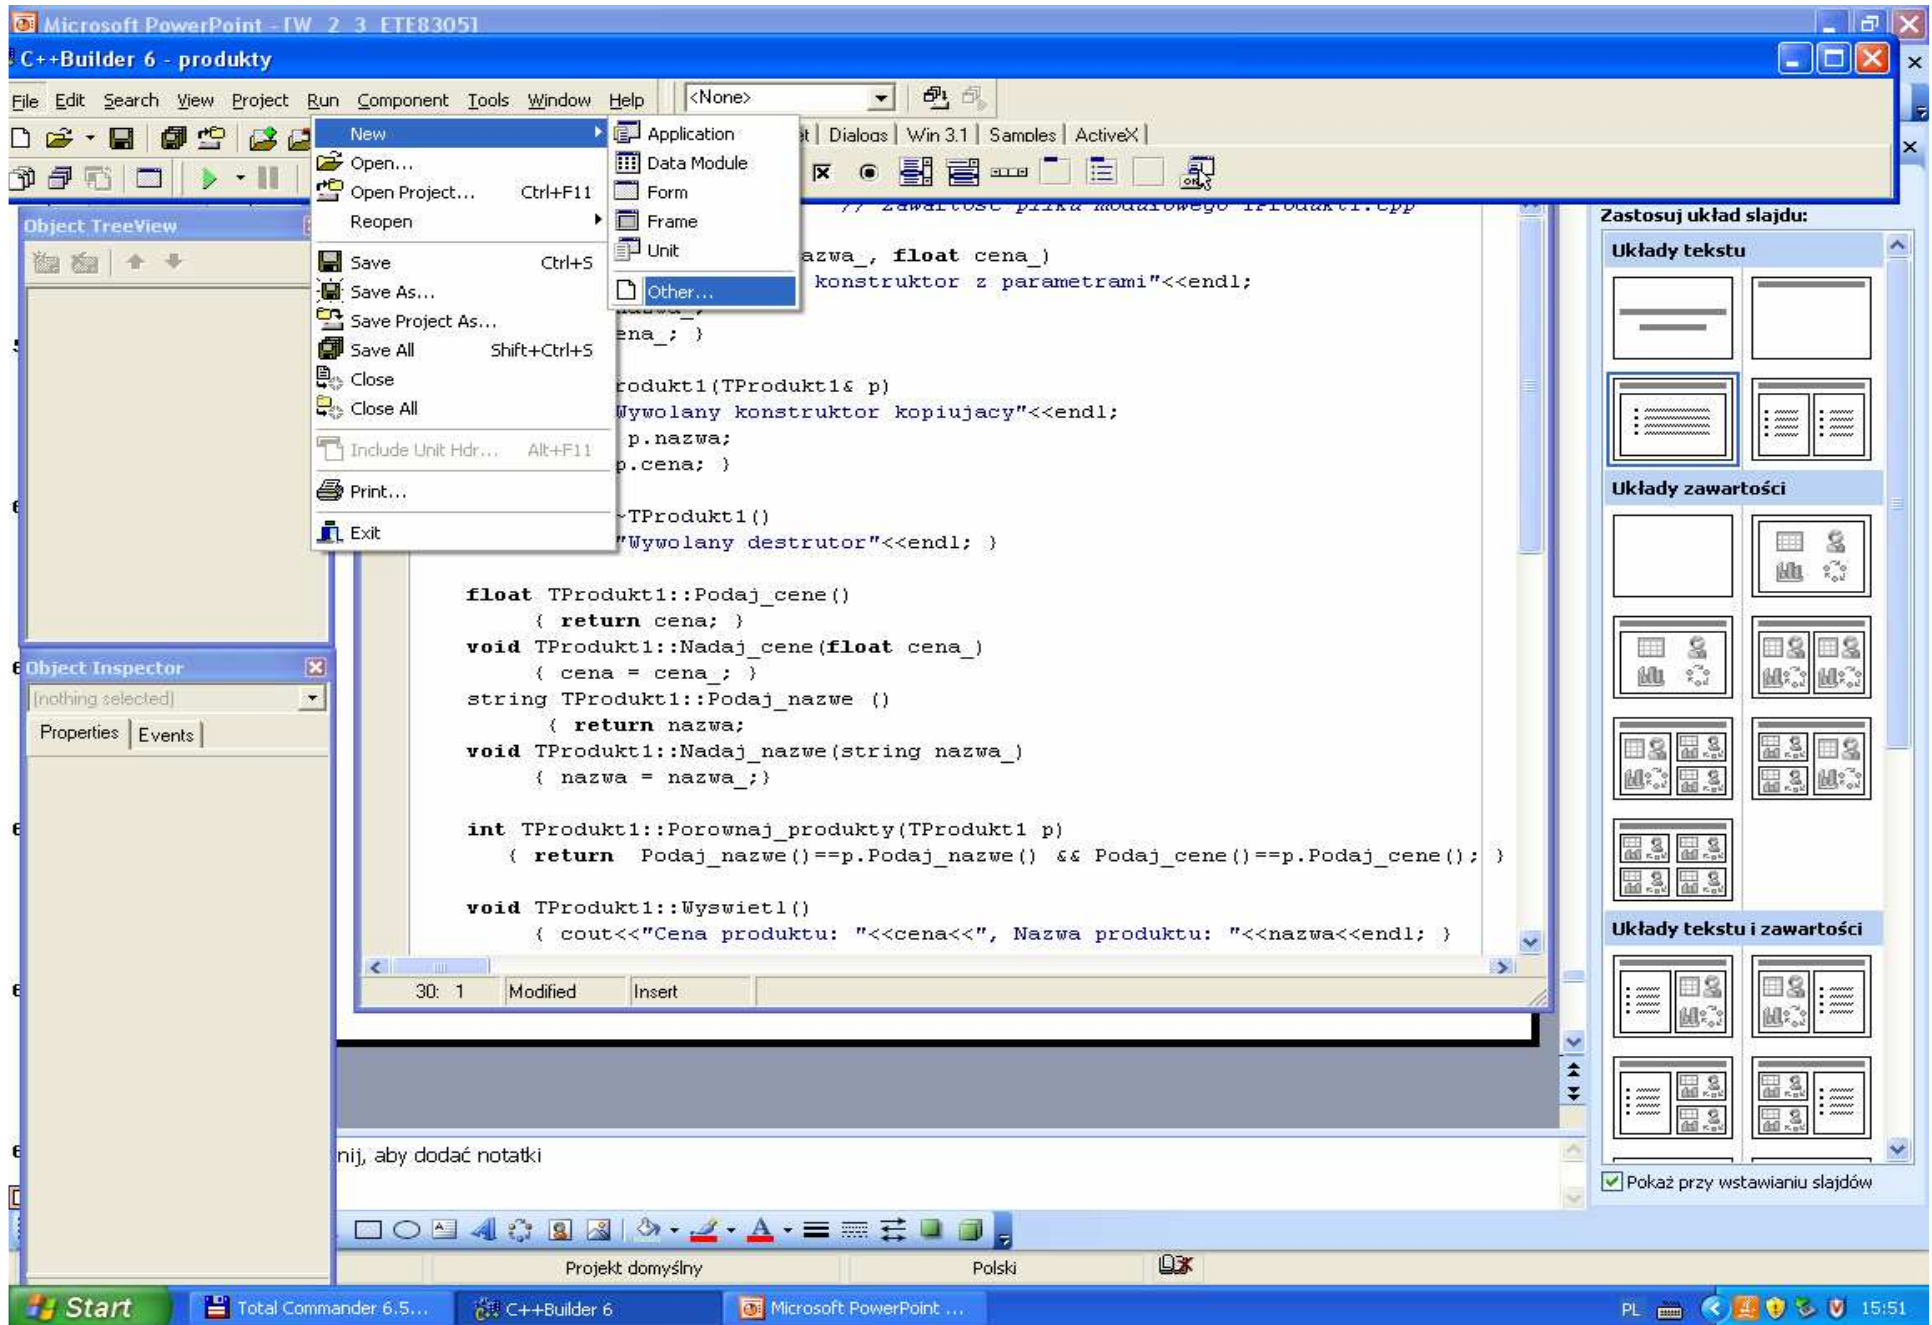 Microsoft PowerPoint - [W_2_3_ETE8305]
C++Builder 6 - produkty
File Edit Search View Project Run Component Tools Window Help <None>
Dialogs Win 3.1 Samples ActiveX
New
Open...
Open Project... Ctrl+F11
Reopen
Save Ctrl+S
Save As...
Save Project As...
Save All Shift+Ctrl+S
Close
Close All
Include Unit Hdr... Alt+F11
Print...
Exit
Application
Data Module
Form
Frame
Unit
Other...
Object TreeView
Object Inspector
(nothing selected)
Properties Events
// zawartosc pliku modulowego TProdukt1.cpp
azwa_, float cena_)
konstruktor z parametrami"<<endl;
nazwa_;
ena_; }
rodukt1(TProdukt1& p)
Wywolany konstruktor kopiujacy"<<endl;
p.nazwa;
p.cena; }
~TProdukt1()
"Wywolany destrutor"<<endl; }
float TProdukt1::Podaj_cene()
{ return cena; }
void TProdukt1::Nadaj_cene(float cena_)
{ cena = cena_; }
string TProdukt1::Podaj_nazwe ()
{ return nazwa;
void TProdukt1::Nadaj_nazwe(string nazwa_)
{ nazwa = nazwa_;}
int TProdukt1::Porownaj_produkty(TProdukt1 p)
{ return Podaj_nazwe()==p.Podaj_nazwe() && Podaj_cene()==p.Podaj_cene(); }
void TProdukt1::Wyswietl()
{ cout<<"Cena produktu: "<<cena<<", Nazwa produktu: "<<nazwa<<endl; }
30: 1 Modified Insert
nij, aby dodać notatki
Zastosuj układ slajdu:
Układy tekstu
Układy zawartości
Układy tekstu i zawartości
Pokaż przy wstawianiu slajdów
Projekt domyślny Polski
Start Total Commander 6.5... C++Builder 6 Microsoft PowerPoint ... PL 15:51